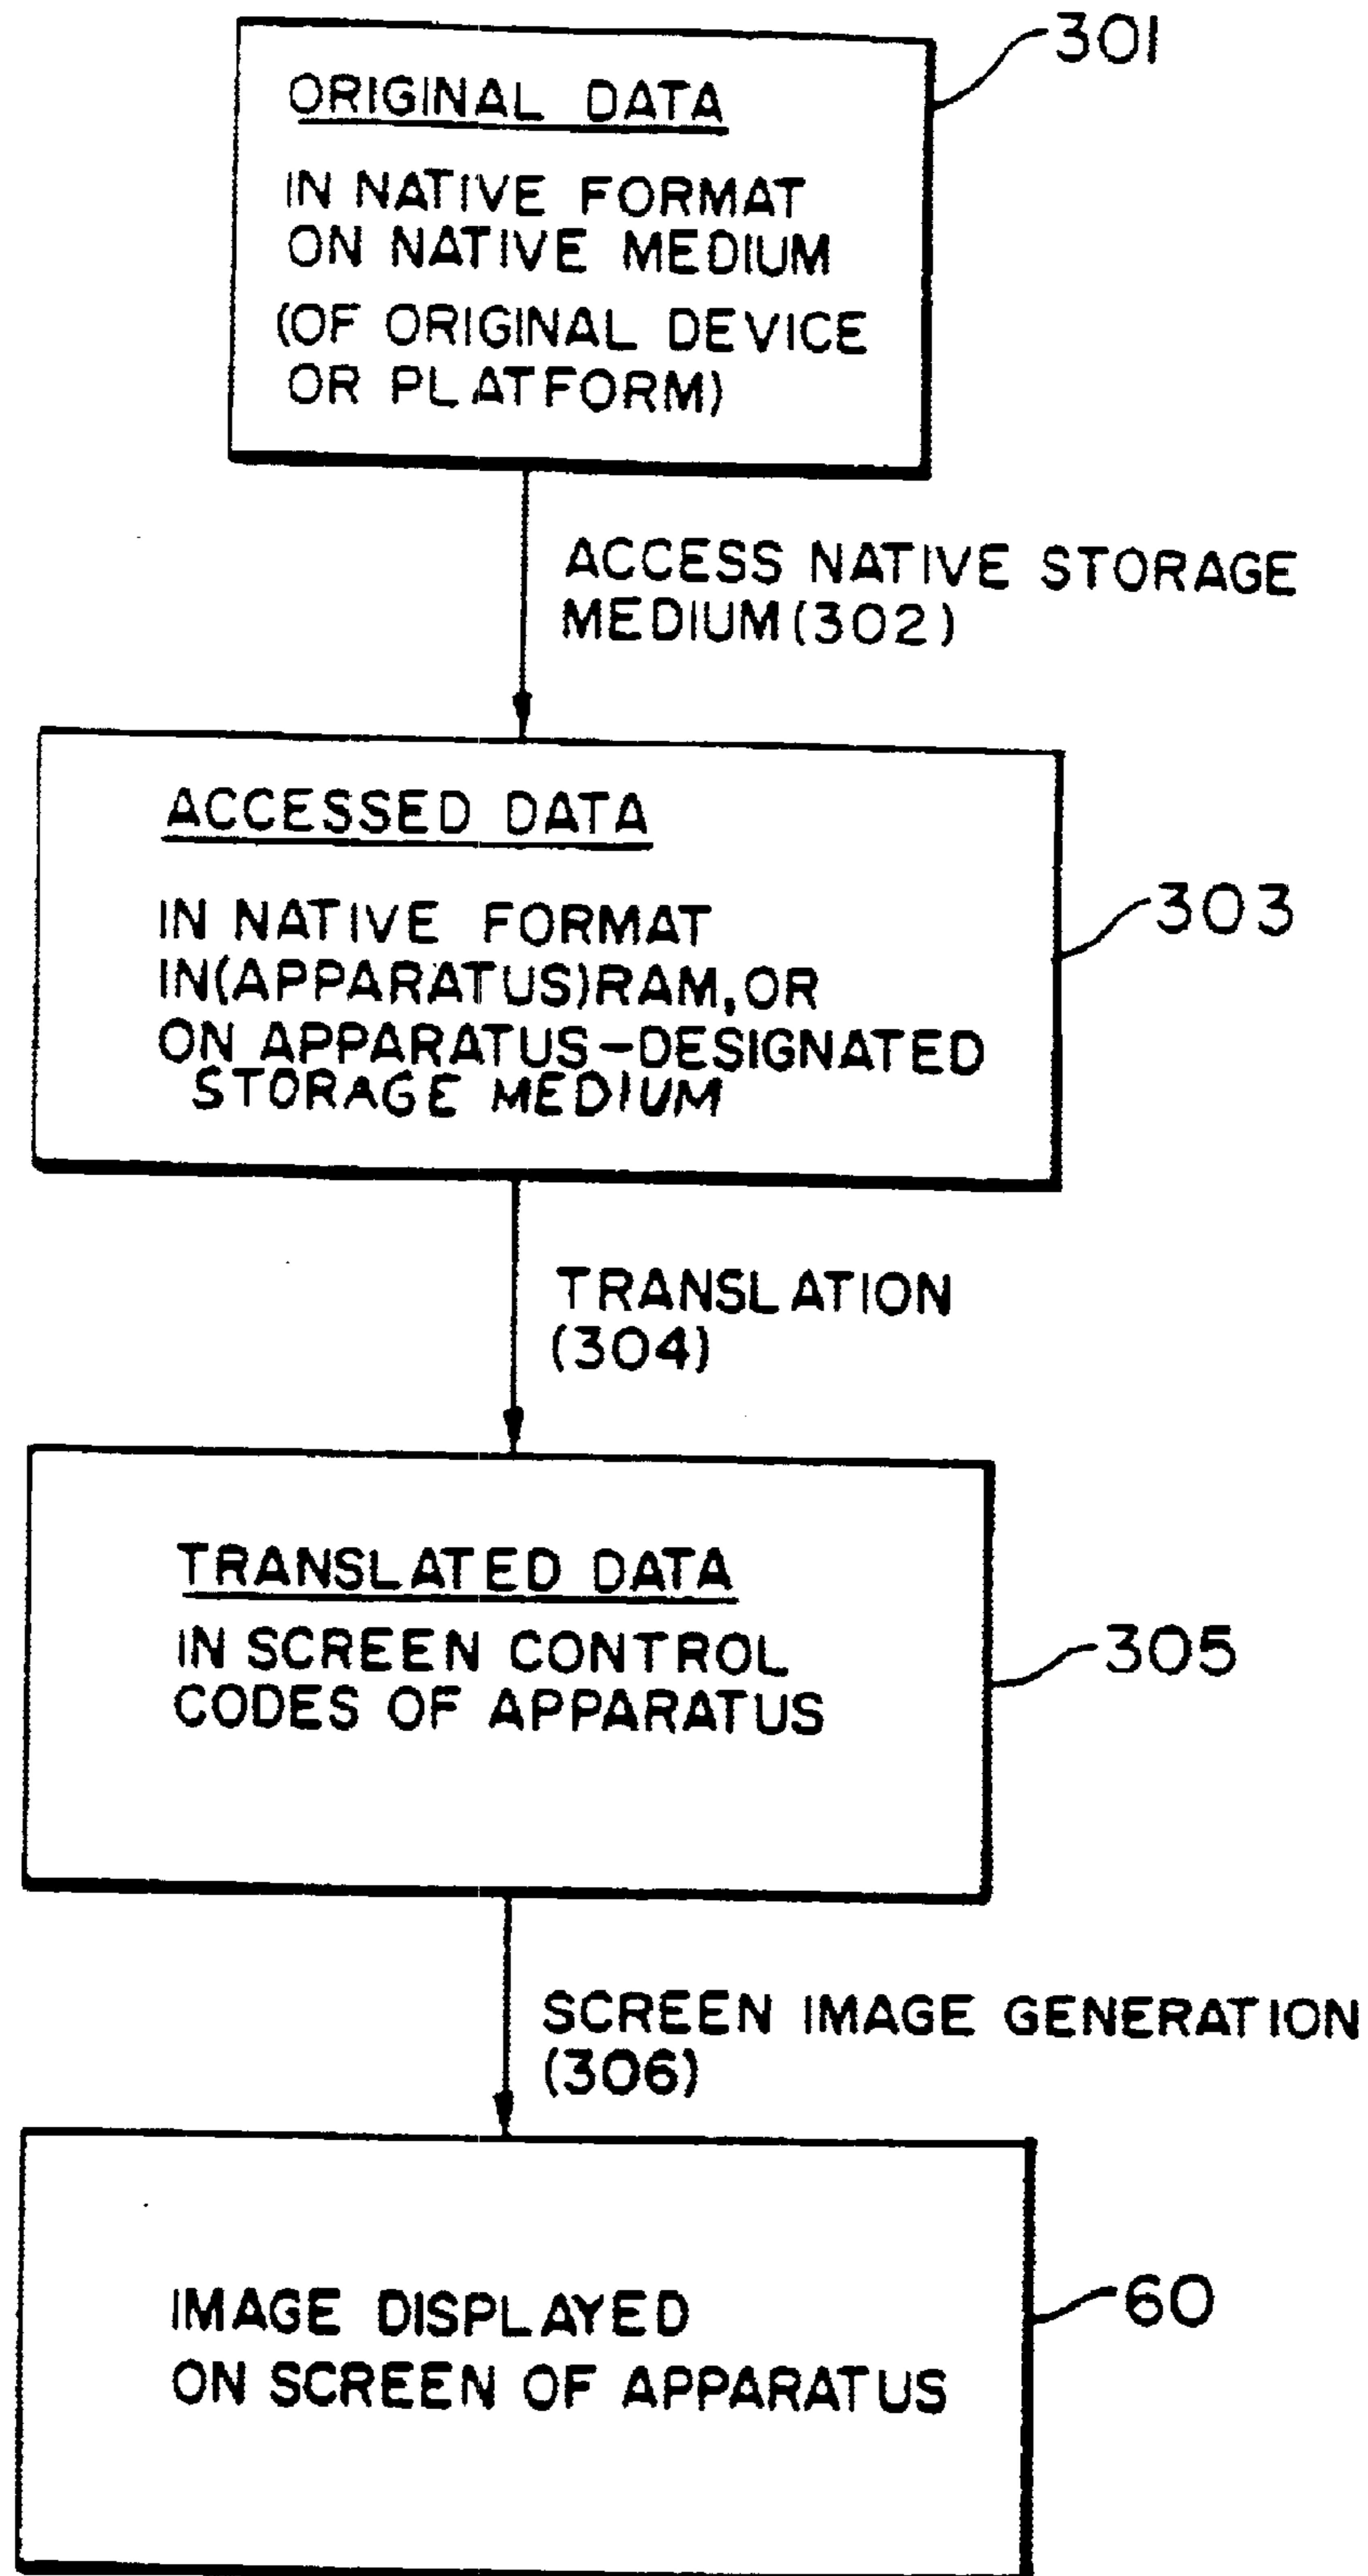 301
ORIGINAL DATA
IN NATIVE FORMAT
ON NATIVE MEDIUM
(OF ORIGINAL DEVICE
OR PLATFORM)
ACCESS NATIVE STORAGE
MEDIUM (302)
303
ACCESSED DATA
IN NATIVE FORMAT
IN(APPARATUS)RAM, OR
ON APPARATUS-DESIGNATED
STORAGE MEDIUM
TRANSLATION
(304)
305
TRANSLATED DATA
IN SCREEN CONTROL
CODES OF APPARATUS
SCREEN IMAGE GENERATION
(306)
60
IMAGE DISPLAYED
ON SCREEN OF APPARATUS